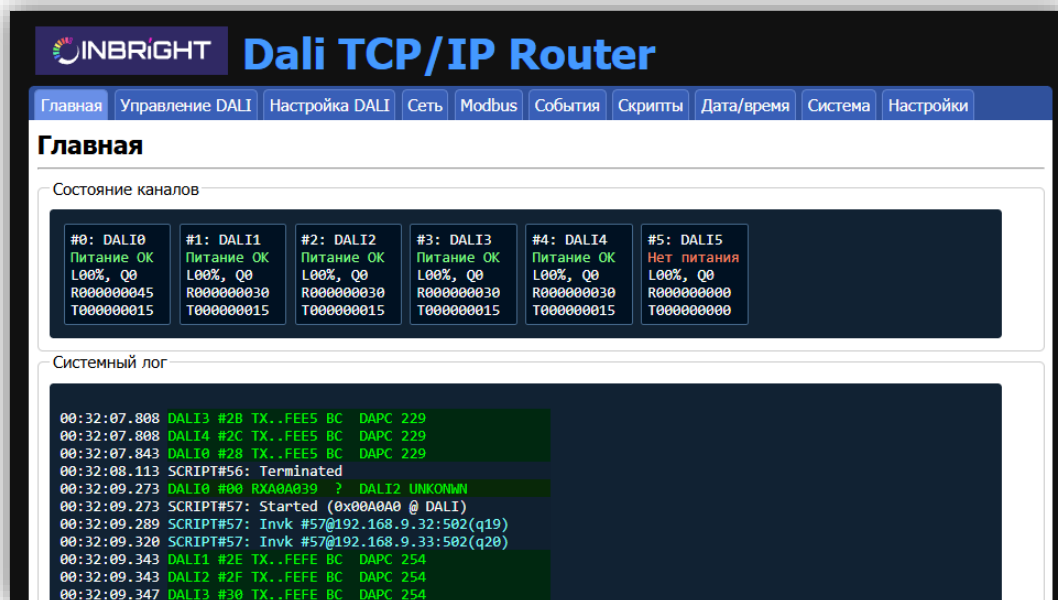 INBRIGHT Dali TCP/IP Router
Главная Управление DALI Настройка DALI Сеть Modbus События Скрипты Дата/время Система Настройки
Главная
Состояние каналов
#0: DALI0 #1: DALI1 #2: DALI2 #3: DALI3 #4: DALI4 #5: DALI5
Питание OK Питание OK Питание OK Питание OK Питание OK Нет питания
L00%, Q0 L00%, Q0 L00%, Q0 L00%, Q0 L00%, Q0 L00%, Q0
R000000045 R000000030 R000000030 R000000030 R000000030 R000000000
T000000015 T000000015 T000000015 T000000015 T000000015 T000000000
Системный лог
00:32:07.808 DALI3 #2B TX..FEE5 BC DAPC 229
00:32:07.808 DALI4 #2C TX..FEE5 BC DAPC 229
00:32:07.843 DALI0 #28 TX..FEE5 BC DAPC 229
00:32:08.113 SCRIPT#56: Terminated
00:32:09.273 DALI0 #00 RXA0A039 ? DALI2 UNKONWN
00:32:09.273 SCRIPT#57: Started (0x00A0A0 @ DALI)
00:32:09.289 SCRIPT#57: Invk #57@192.168.9.32:502(q19)
00:32:09.320 SCRIPT#57: Invk #57@192.168.9.33:502(q20)
00:32:09.343 DALI1 #2E TX..FEFE BC DAPC 254
00:32:09.343 DALI2 #2F TX..FEFE BC DAPC 254
00:32:09.347 DALI3 #30 TX..FEFE BC DAPC 254